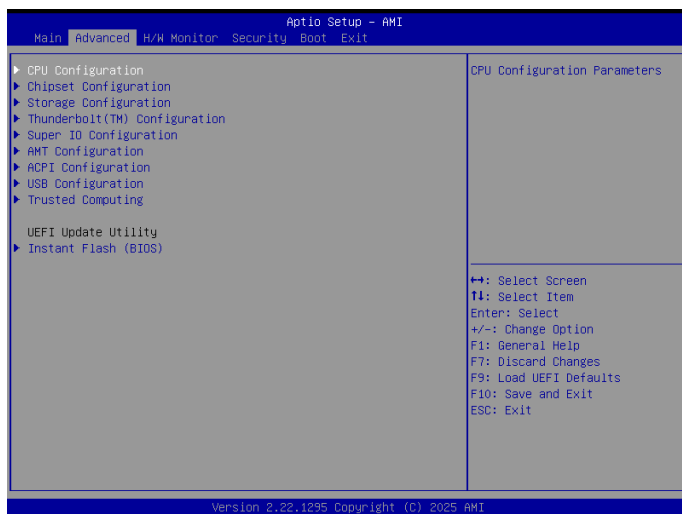 Aptio Setup – AMI
Main Advanced H/W Monitor Security Boot Exit
CPU Configuration
Chipset Configuration
Storage Configuration
Thunderbolt(TM) Configuration
Super IO Configuration
AMT Configuration
ACPI Configuration
USB Configuration
Trusted Computing
UEFI Update Utility
Instant Flash (BIOS)
CPU Configuration Parameters
↔: Select Screen
↑↓: Select Item
Enter: Select
+/-: Change Option
F1: General Help
F7: Discard Changes
F9: Load UEFI Defaults
F10: Save and Exit
ESC: Exit
Version 2.22.1295 Copyright (C) 2025 AMI